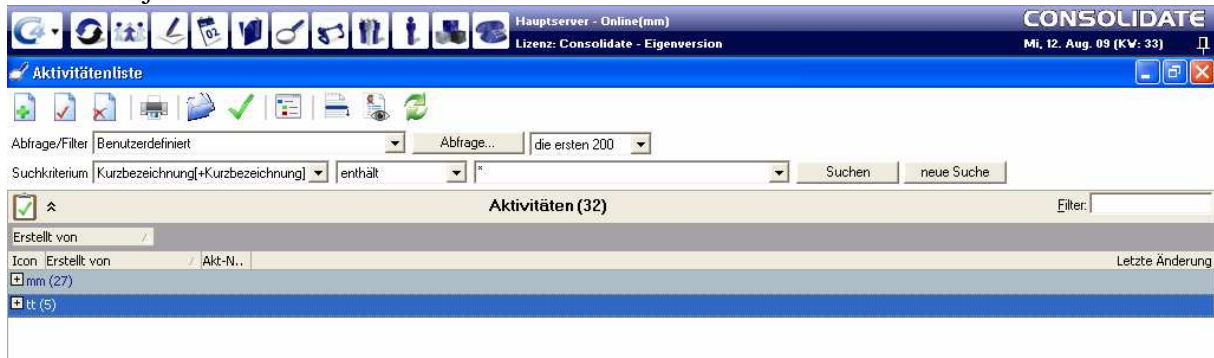 Hauptserver - Online(mm)
Lizenz: Consolidate - Eigenversion
CONSOLIDATE
Mi, 12. Aug. 09 (KW: 33)
02
Aktivitätenliste
Abfrage/Filter Benutzerdefiniert Abfrage... die ersten 200
Suchkriterium Kurzbezeichnung[+Kurzbezeichnung] enthält * Suchen neue Suche
Aktivitäten (32) Filter:
Erstellt von
Icon Erstellt von Akt-N.. Letzte Änderung
mm (27)
tt (5)